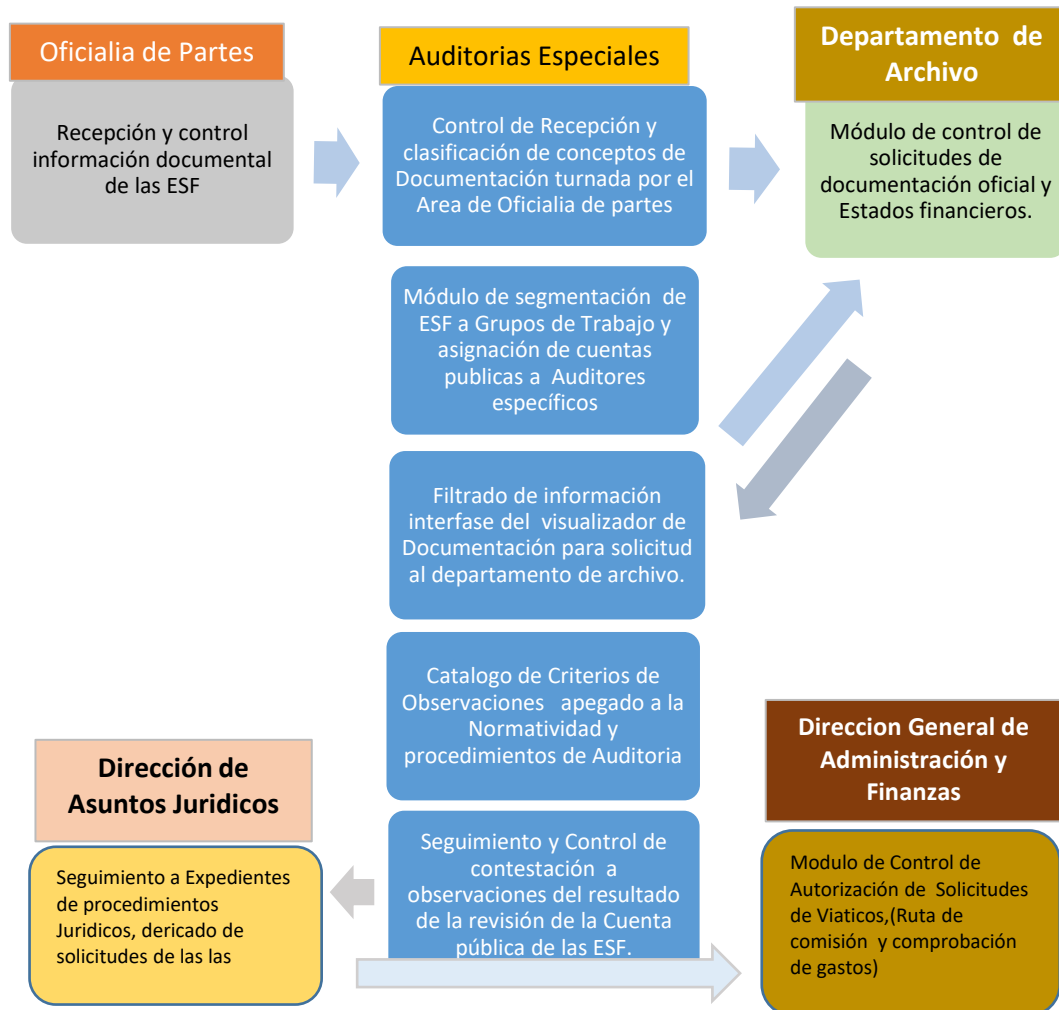 Oficialia de Partes
Recepción y control
información documental
de las ESF
Auditorias Especiales
Control de Recepción y
clasificación de conceptos de
Documentación turnada por el
Area de Oficialia de partes
Departamento de
Archivo
Módulo de control de
solicitudes de
documentación oficial y
Estados financieros.
Módulo de segmentación de
ESF a Grupos de Trabajo y
asignación de cuentas
publicas a Auditores
específicos
Filtrado de información
interfase del visualizador de
Documentación para solicitud
al departamento de archivo.
Catalogo de Criterios de
Observaciones apegado a la
Normatividad y
procedimientos de Auditoria
Dirección de
Asuntos Juridicos
Seguimiento a Expedientes
de procedimientos
Juridicos, dericado de
solicitudes de las las
Seguimiento y Control de
contestación a
observaciones del resultado
de la revisión de la Cuenta
pública de las ESF.
Direccion General de
Administración y
Finanzas
Modulo de Control de
Autorización de Solicitudes
de Viaticos,(Ruta de
comisión y comprobación
de gastos)